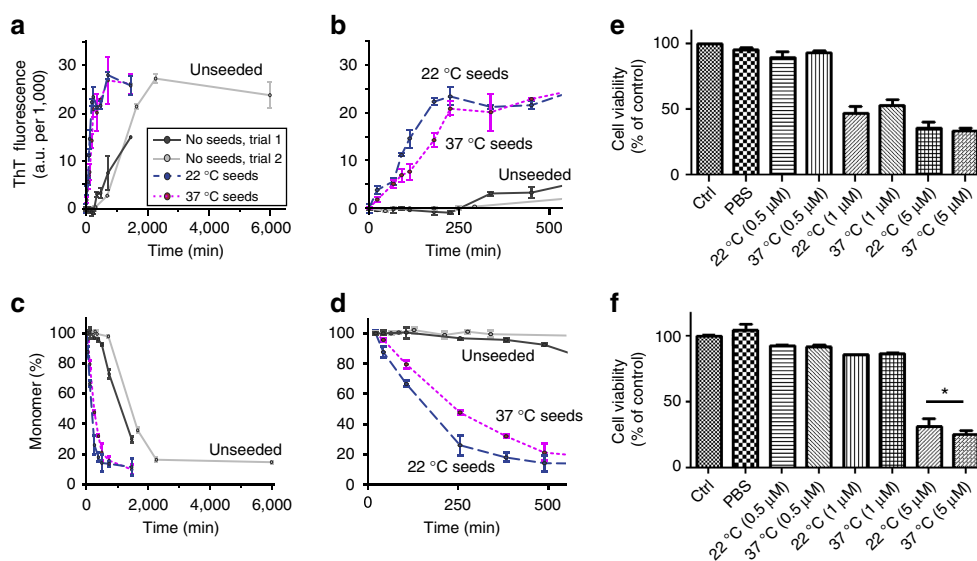 a
ThT fluorescence
(a.u. per 1,000)
30
20
10
0
Unseeded
No seeds, trial 1
No seeds, trial 2
22 °C seeds
37 °C seeds
0
2,000
4,000
6,000
Time (min)
b
30
20
10
0
22 °C seeds
37 °C seeds
Unseeded
0
250
500
Time (min)
c
Monomer (%)
100
80
60
40
20
0
Unseeded
0
2,000
4,000
6,000
Time (min)
d
100
80
60
40
20
0
Unseeded
37 °C seeds
22 °C seeds
0
250
500
Time (min)
e
Cell viability
(% of control)
100
50
0
Ctrl
PBS
22 °C (0.5 µM)
37 °C (0.5 µM)
22 °C (1 µM)
37 °C (1 µM)
22 °C (5 µM)
37 °C (5 µM)
f
Cell viability
(% of control)
100
50
0
*
Ctrl
PBS
22 °C (0.5 µM)
37 °C (0.5 µM)
22 °C (1 µM)
37 °C (1 µM)
22 °C (5 µM)
37 °C (5 µM)